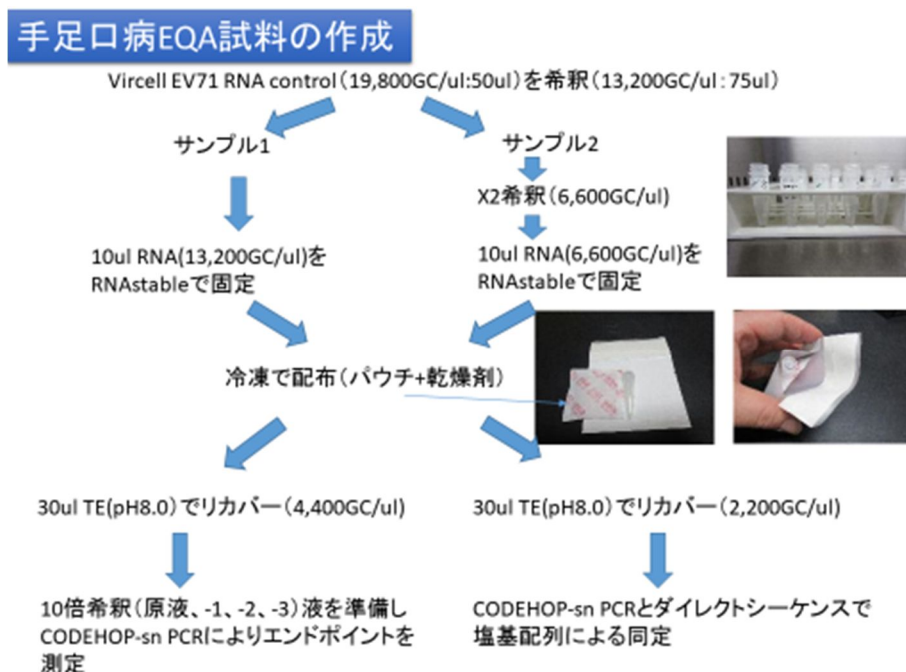 手足口病EQA試料の作成
Vircell EV71 RNA control（19,800GC/ul:50ul）を希釈（13,200GC/ul：75ul）
サンプル1
サンプル2
X2希釈（6,600GC/ul）
10ul RNA(13,200GC/ul)を
RNAstableで固定
10ul RNA(6,600GC/ul)を
RNAstableで固定
冷凍で配布（パウチ+乾燥剤）
30ul TE(pH8.0)でリカバー（4,400GC/ul）
30ul TE(pH8.0)でリカバー（2,200GC/ul）
10倍希釈（原液、-1、-2、-3）液を準備し
CODEHOP-sn PCRによりエンドポイントを
測定
CODEHOP-sn PCRとダイレクトシーケンスで
塩基配列による同定